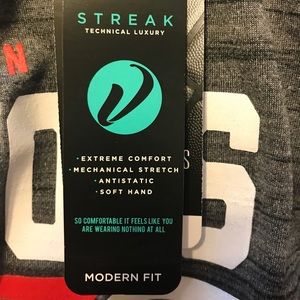 STREAK
TECHNICAL LUXURY
N
• EXTREME COMFORT
• MECHANICAL STRETCH
• ANTISTATIC
• SOFT HAND
SO COMFORTABLE IT FEELS LIKE YOU
ARE WEARING NOTHING AT ALL
MODERN FIT
OS
S